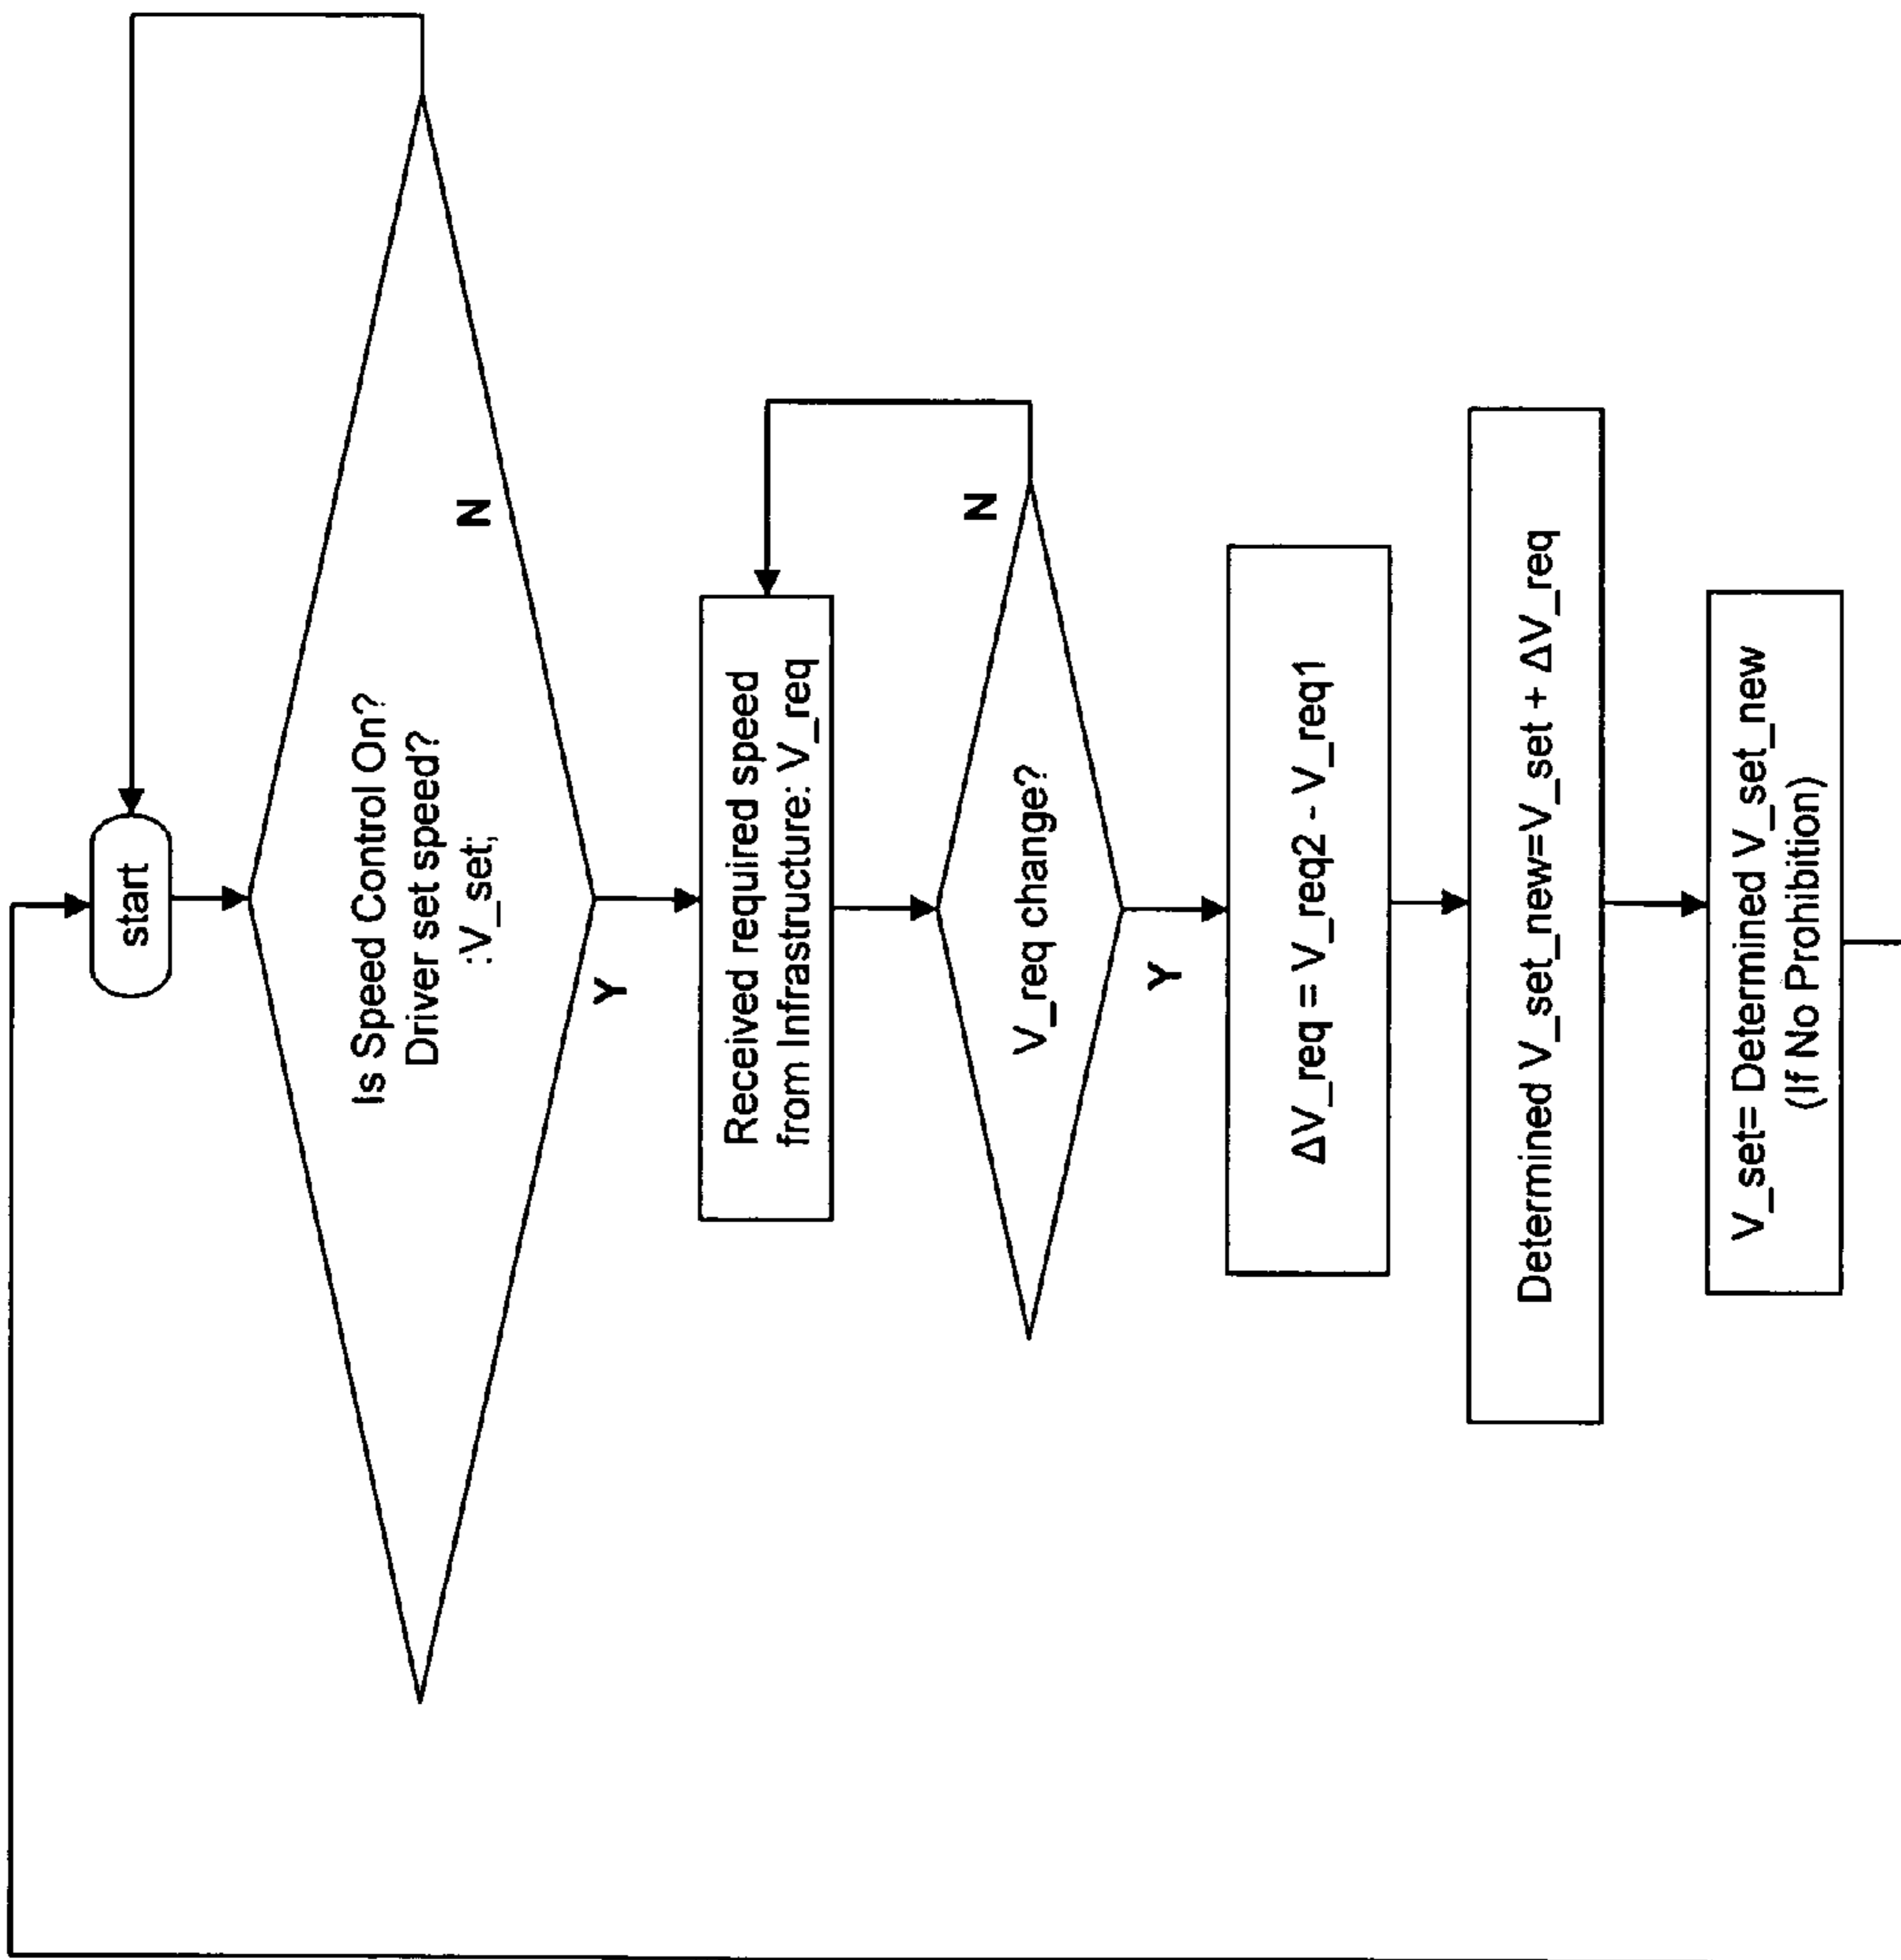 start
Is Speed Control On?
Driver set speed?
:V_set;
N
Y
Received required speed
from Infrastructure: V_req
V_req change?
N
Y
ΔV_req = V_req2 - V_req1
Determined V_set_new=V_set + ΔV_req
V_set= Determined V_set_new
(If No Prohibition)